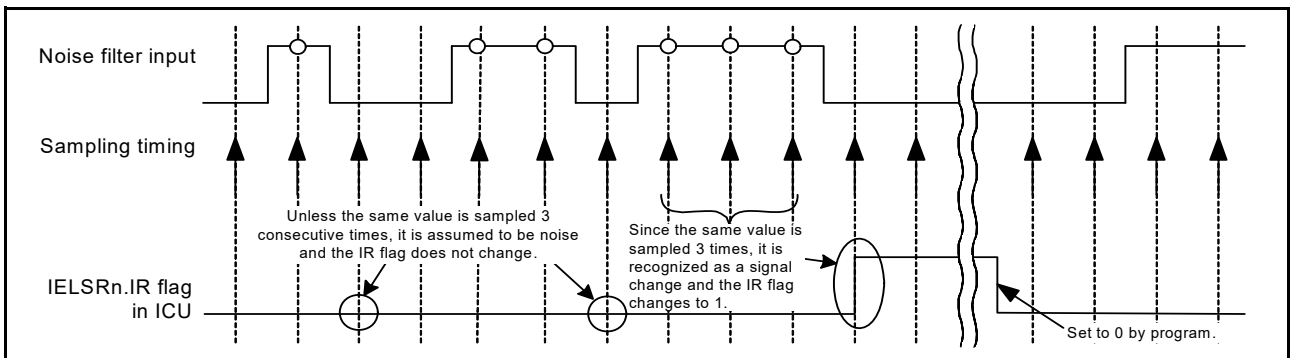 Noise filter input
Sampling timing
Unless the same value is sampled 3
consecutive times, it is assumed to be noise
and the IR flag does not change.
Since the same value is
sampled 3 times, it is
recognized as a signal
change and the IR flag
changes to 1.
IELSRn.IR flag
in ICU
Set to 0 by program.